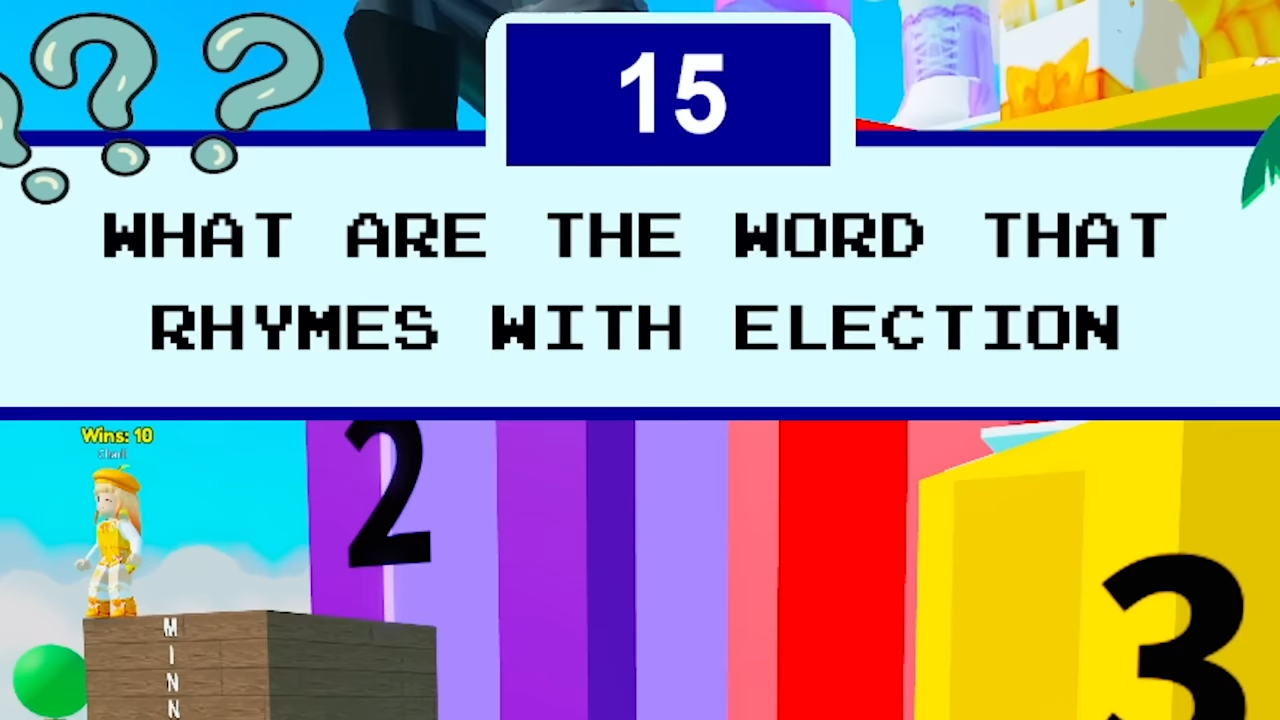 15
WHAT ARE THE WORD THAT
RHYMES WITH ELECTION
Wins: 10
2
3
M
I
N
N